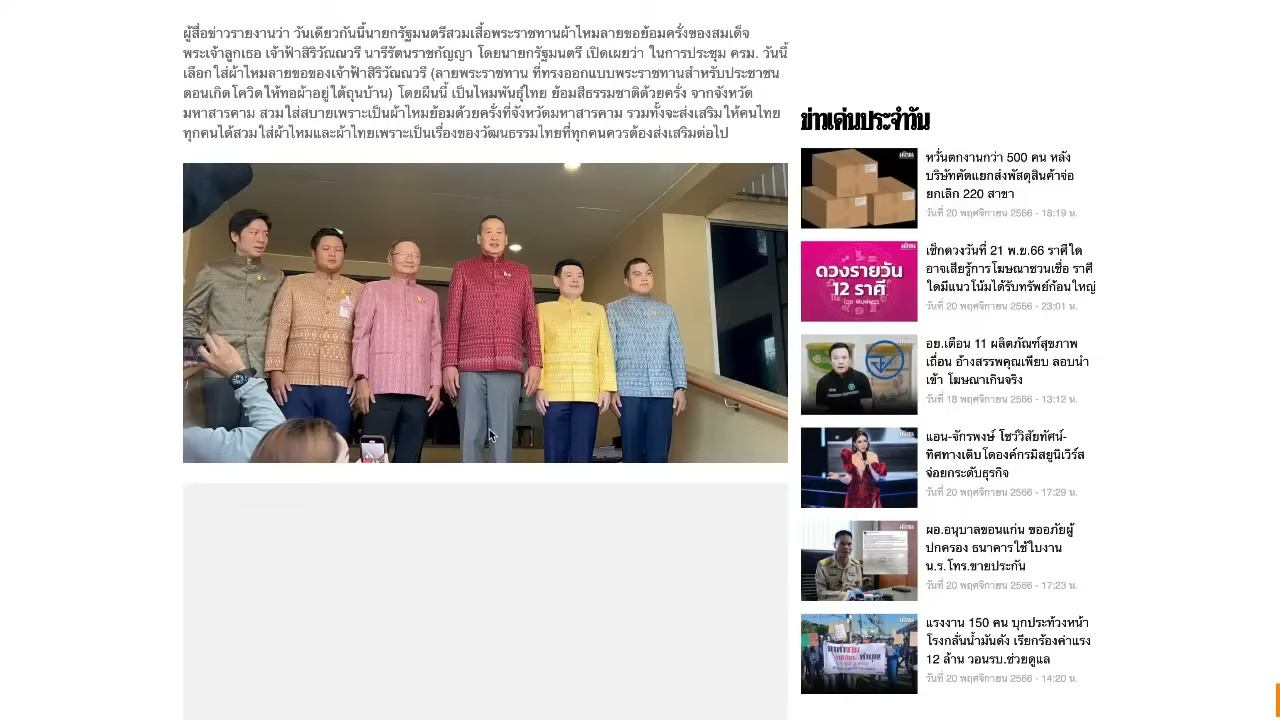 ผู้สื่อข่าวรายงานว่า วันเดียวกันนี้นายกรัฐมนตรีสวมเสื้อพระราชทานผ้าไหมลายขอย้อมครั่งของสมเด็จ
พระเจ้าลูกเธอ เจ้าฟ้าสิริวัณณวรี นารีรัตนราชกัญญา โดยนายกรัฐมนตรี เปิดเผยว่า ในการประชุม ครม. วันนี้
เลือกใส่ผ้าไหมลายขอของเจ้าฟ้าสิริวัณณวรี (ลายพระราชทาน ที่ทรงออกแบบพระราชทานสำหรับประชาชน
ตอนเกิดโควิดให้ทอผ้าอยู่ใต้ถุนบ้าน) โดยผืนนี้ เป็นไหมพันธุ์ไทย ย้อมสีธรรมชาติด้วยครั่ง จากจังหวัด
มหาสารคาม สวมใส่สบายเพราะเป็นผ้าไหมย้อมด้วยครั่งที่จังหวัดมหาสารคาม รวมทั้งจะส่งเสริมให้คนไทย
ทุกคนได้สวมใส่ผ้าไหมและผ้าไทยเพราะเป็นเรื่องของวัฒนธรรมไทยที่ทุกคนควรต้องส่งเสริมต่อไป
ข่าวเด่นประจำวัน
หวั่นตกงานกว่า 500 คน หลัง
บริษัทคัดแยกส่งพัสดุสินค้าจ่อ
ยกเลิก 220 สาขา
วันที่ 20 พฤศจิกายน 2566 - 18:19 น.
ดวงรายวัน
12 ราศี
เช็กดวงวันที่ 21 พ.ย.66 ราศีใด
อาจเสียรู้การโฆษณาชวนเชื่อ ราศี
ใดมีแนวโน้มได้รับทรัพย์ก้อนใหญ่
วันที่ 20 พฤศจิกายน 2566 - 23:01 น.
อย.เตือน 11 ผลิตภัณฑ์สุขภาพ
เถื่อน อ้างสรรพคุณเพียบ ลอบนำ
เข้า โฆษณาเกินจริง
วันที่ 18 พฤศจิกายน 2566 - 13:12 น.
แอน-จักรพงษ์ โชว์วิสัยทัศน์-
ทิศทางเติบโตองค์กรมิสยูนิเวิร์ส
จ่อยกระดับธุรกิจ
วันที่ 20 พฤศจิกายน 2566 - 17:29 น.
ผอ.อนุบาลขอนแก่น ขออภัยผู้
ปกครอง ธนาคารใช้ใบงาน
น.ร.โทร.ขายประกัน
วันที่ 20 พฤศจิกายน 2566 - 17:23 น.
แรงงาน 150 คน บุกประท้วงหน้า
โรงกลั่นน้ำมันดัง เรียกร้องค่าแรง
12 ล้าน วอนรบ.ช่วยดูแล
วันที่ 20 พฤศจิกายน 2566 - 14:20 น.